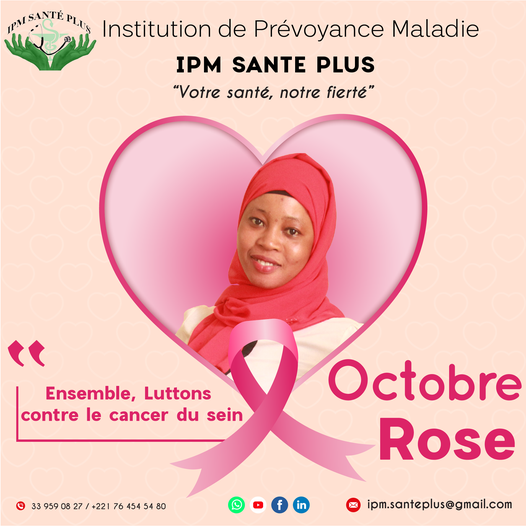 IPM SANTÉ PLUS
Institution de Prévoyance Maladie
IPM SANTE PLUS
“Votre santé, notre fierté”
Ensemble, Luttons
contre le cancer du sein
Octobre
Rose
33 959 08 27 / +221 76 454 54 80
ipm.santeplus@gmail.com